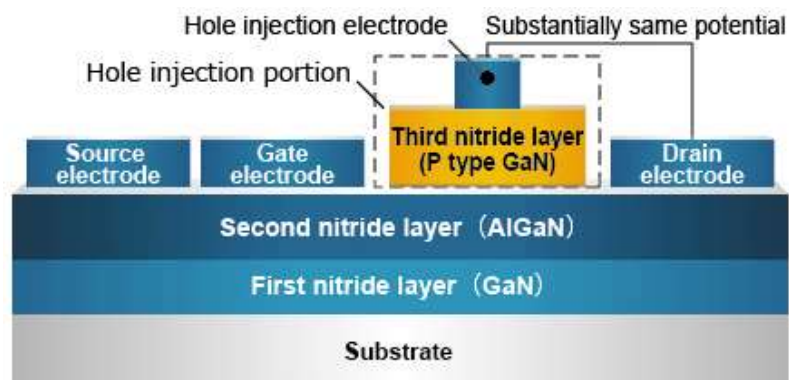 Hole injection electrode
Substantially same potential
Hole injection portion
Third nitride layer
(P type GaN)
Source
electrode
Gate
electrode
Drain
electrode
Second nitride layer（AlGaN）
First nitride layer（GaN）
Substrate